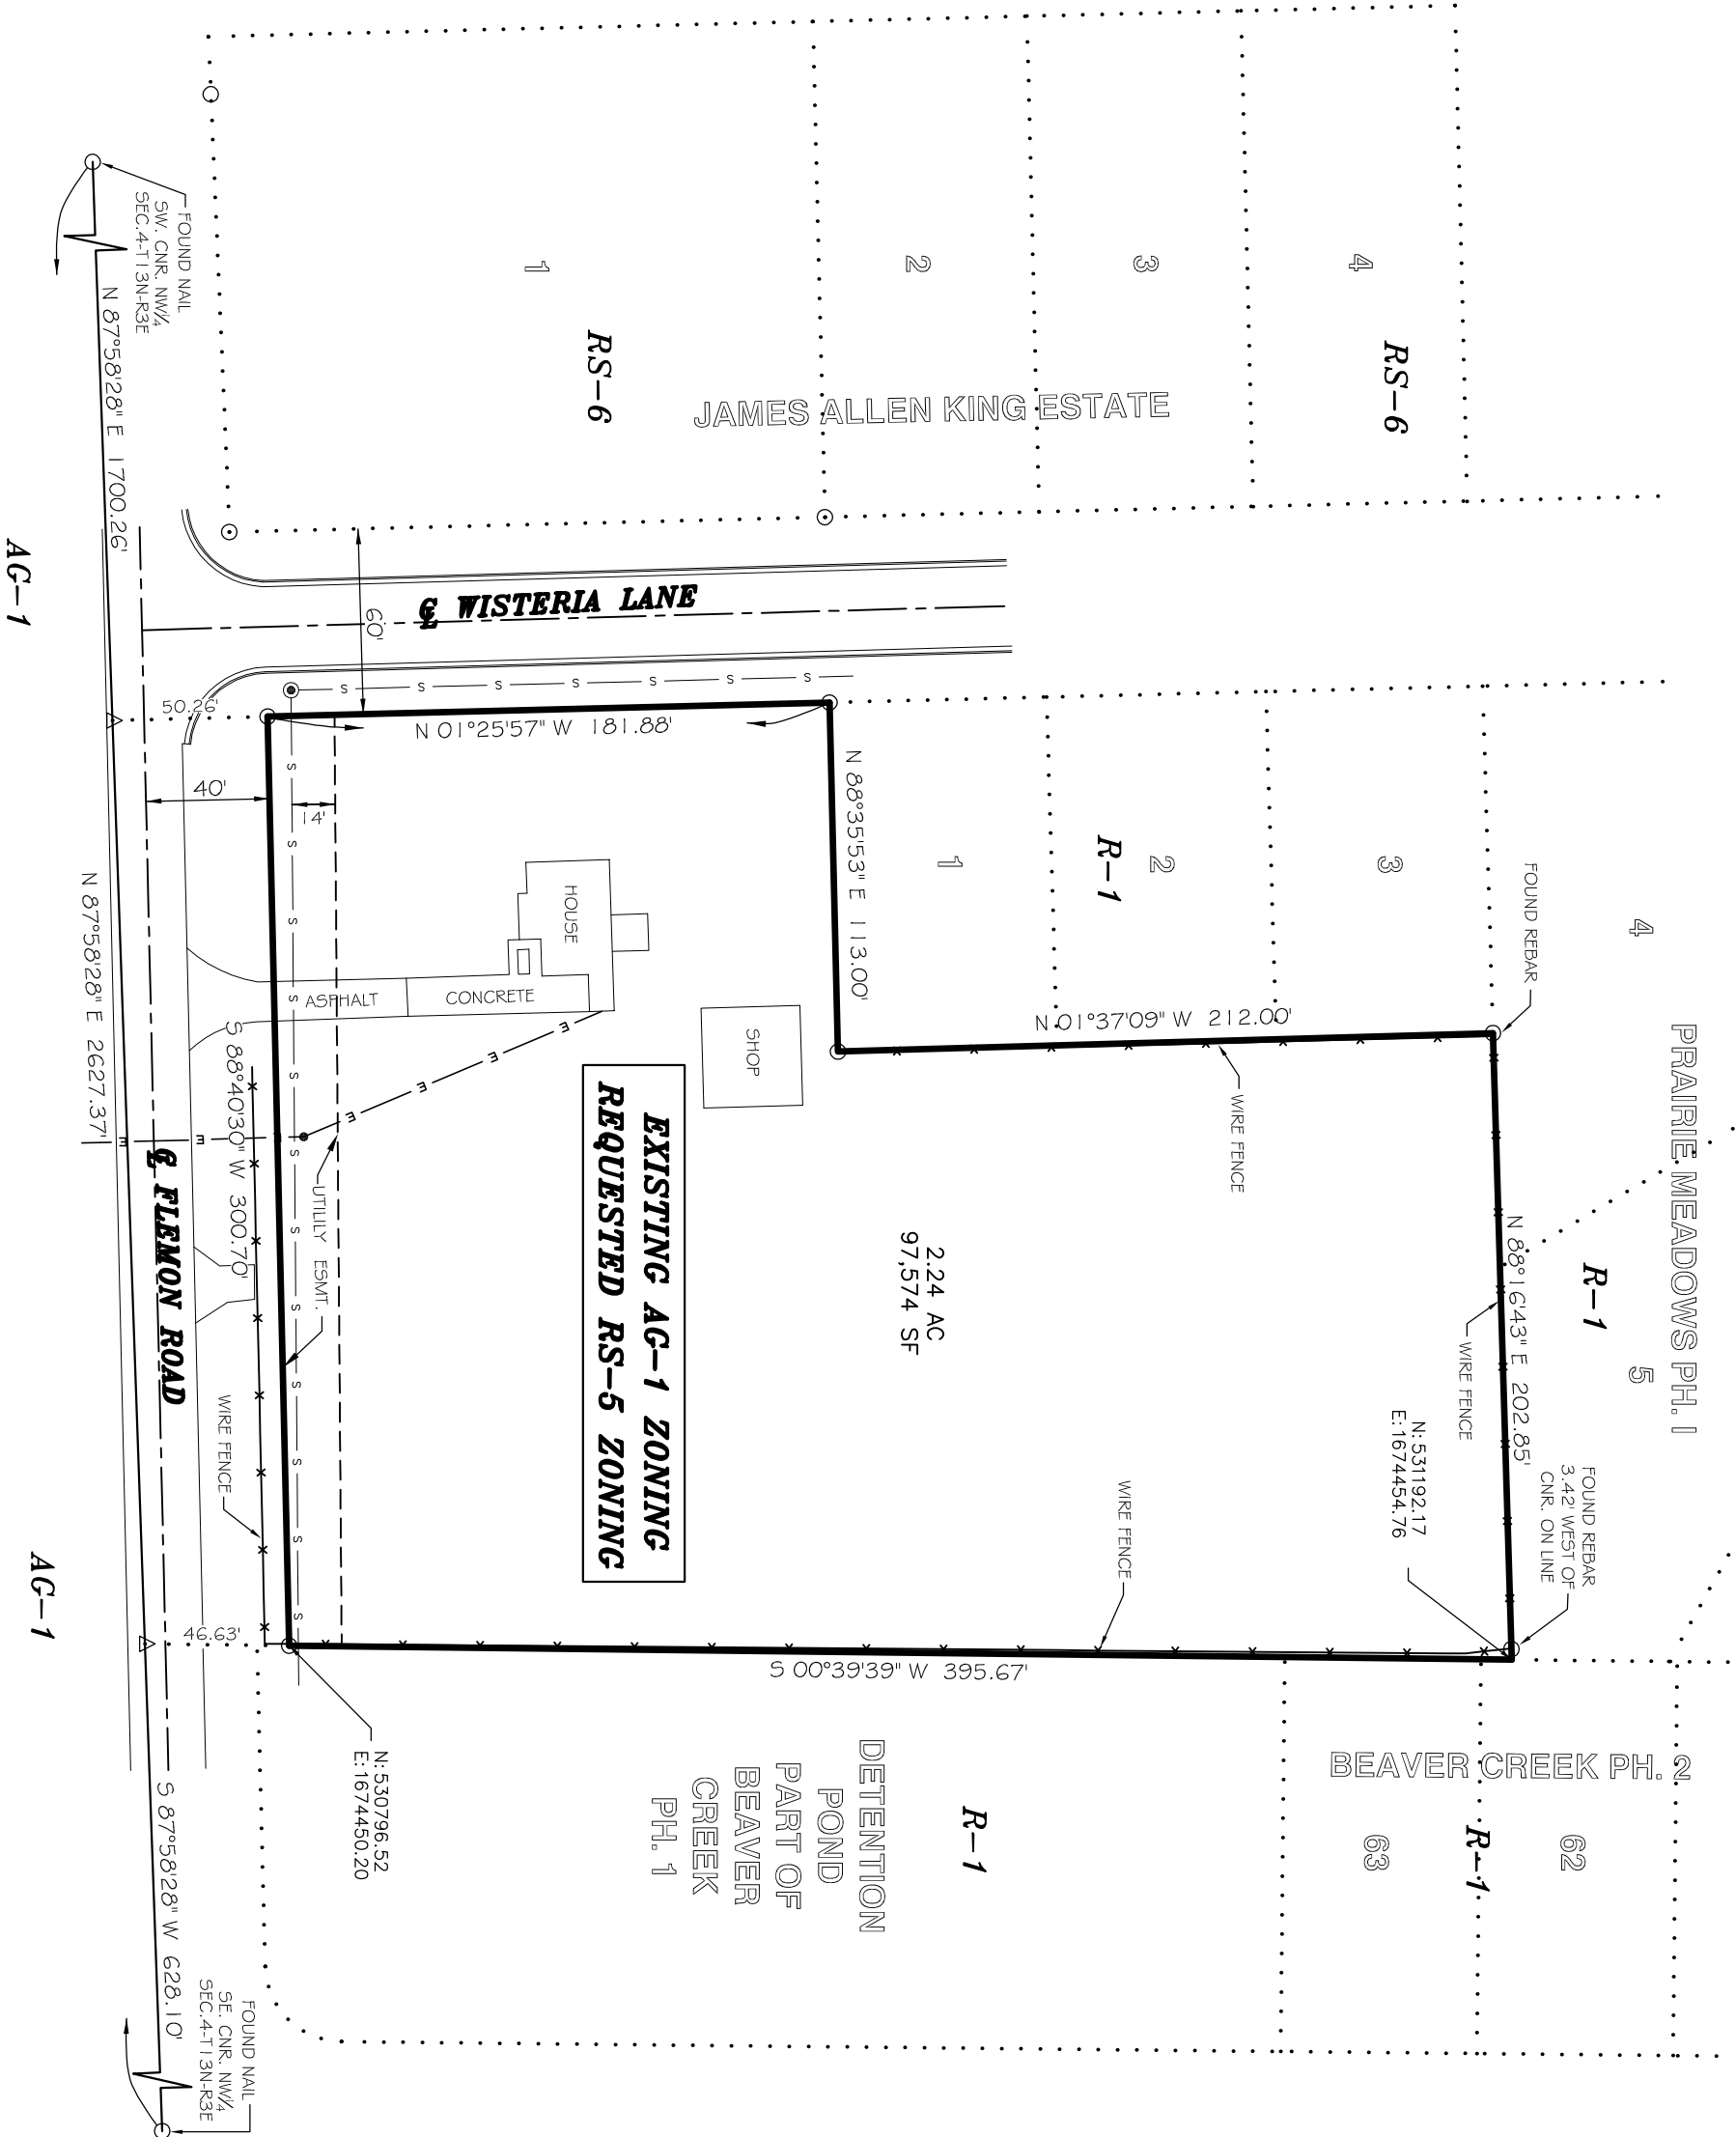 FOUND NAIL
SW. CNR. NW¼
SEC.4-T13N-R3E
N 87°58'28" E 1700.26'
AG-1
1
2
3
4
RS-6
RS-6
JAMES ALLEN KING ESTATE
℄ WISTERIA LANE
60'
50.26'
40'
14'
N 01°25'57" W 181.88'
N 88°35'53" E 113.00'
1
2
3
4
R-1
FOUND REBAR
N 01°37'09" W 212.00'
WIRE FENCE
PRAIRIE MEADOWS PH. I
R-1
5
N 88°16'43" E 202.85'
WIRE FENCE
FOUND REBAR
3.42' WEST OF
CNR. ON LINE
N:531192.17
E:1674454.76
HOUSE
SHOP
CONCRETE
ASPHALT
EXISTING AG-1 ZONING
REQUESTED RS-5 ZONING
2.24 AC
97,574 SF
WIRE FENCE
S 00°39'39" W 395.67'
UTILILY ESMT.
S 88°40'30" W 300.70'
N 87°58'28" E 2627.37'
℄ FLEMON ROAD
WIRE FENCE
46.63'
AG-1
N:530796.52
E:1674450.20
DETENTION
POND
PART OF
BEAVER
CREEK
PH. 1
R-1
BEAVER CREEK PH. 2
63
R-1
62
S 87°58'28" W 628.10'
FOUND NAIL
SE. CNR. NW¼
SEC.4-T13N-R3E
S S S S S S S
S S S S S S S S S S S S
E E E E
E E E